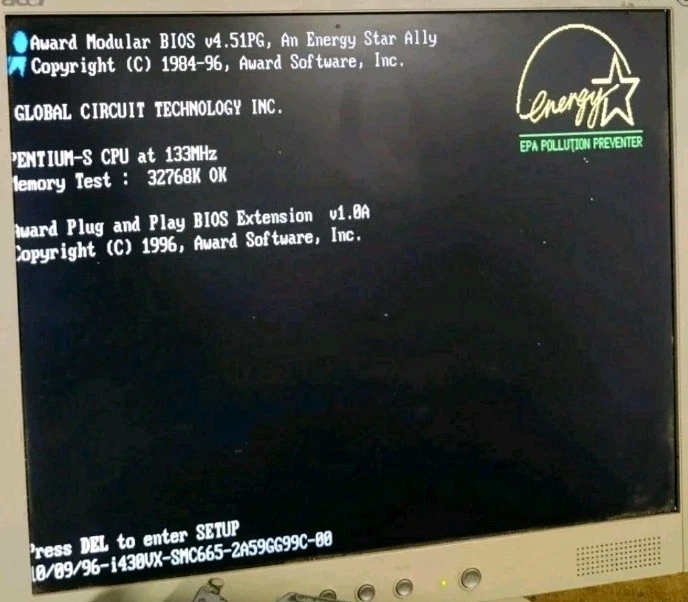 acer
Award Modular BIOS v4.51PG, An Energy Star Ally
Copyright (C) 1984-96, Award Software, Inc.
energy
EPA POLLUTION PREVENTER
GLOBAL CIRCUIT TECHNOLOGY INC.
PENTIUM-S CPU at 133MHz
Memory Test : 32768K OK
Award Plug and Play BIOS Extension v1.0A
Copyright (C) 1996, Award Software, Inc.
Press DEL to enter SETUP
10/09/96-i430VX-SMC665-2A59GG99C-00